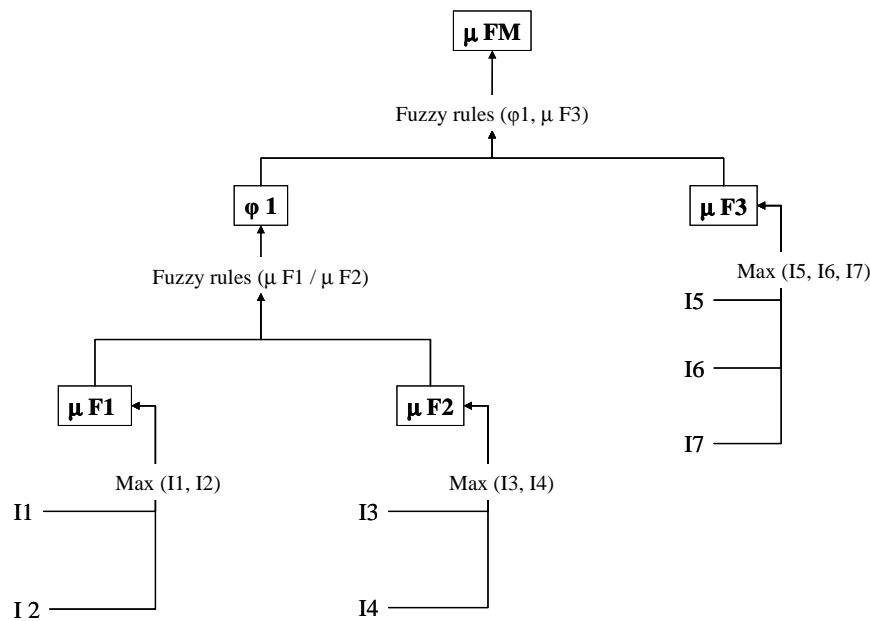 μ FM
Fuzzy rules (φ1, μ F3)
φ 1
μ F3
Fuzzy rules (μ F1 / μ F2)
Max (I5, I6, I7)
I5
I6
μ F1
μ F2
I7
Max (I1, I2)
Max (I3, I4)
I1
I3
I 2
I4